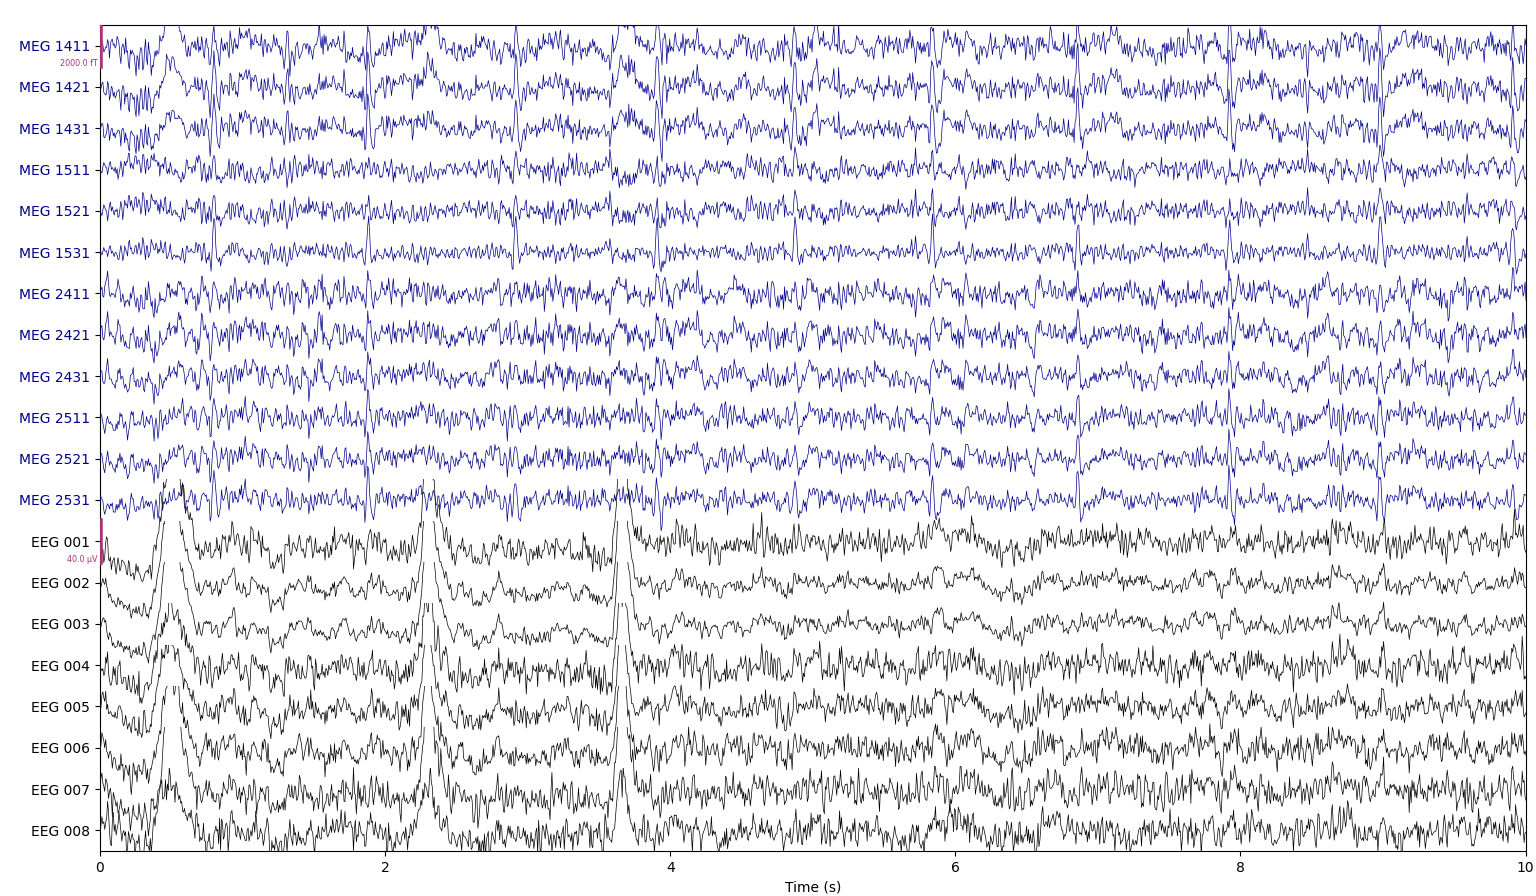 MEG 1411
2000.0 fT
MEG 1421
MEG 1431
MEG 1511
MEG 1521
MEG 1531
MEG 2411
MEG 2421
MEG 2431
MEG 2511
MEG 2521
MEG 2531
EEG 001
40.0 µV
EEG 002
EEG 003
EEG 004
EEG 005
EEG 006
EEG 007
EEG 008
0 2 4 6 8 10
Time (s)